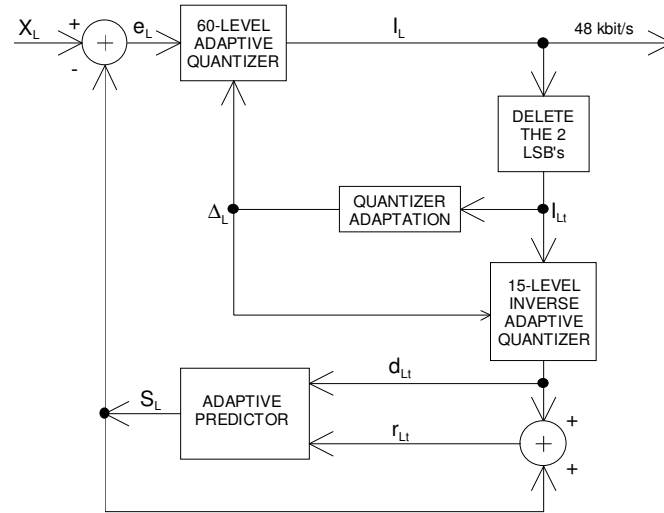 X_L
+
-
+
e_L
60-LEVEL
ADAPTIVE
QUANTIZER
I_L
48 kbit/s
DELETE
THE 2
LSB's
Δ_L
QUANTIZER
ADAPTATION
I_Lt
15-LEVEL
INVERSE
ADAPTIVE
QUANTIZER
S_L
ADAPTIVE
PREDICTOR
d_Lt
r_Lt
+
+
+